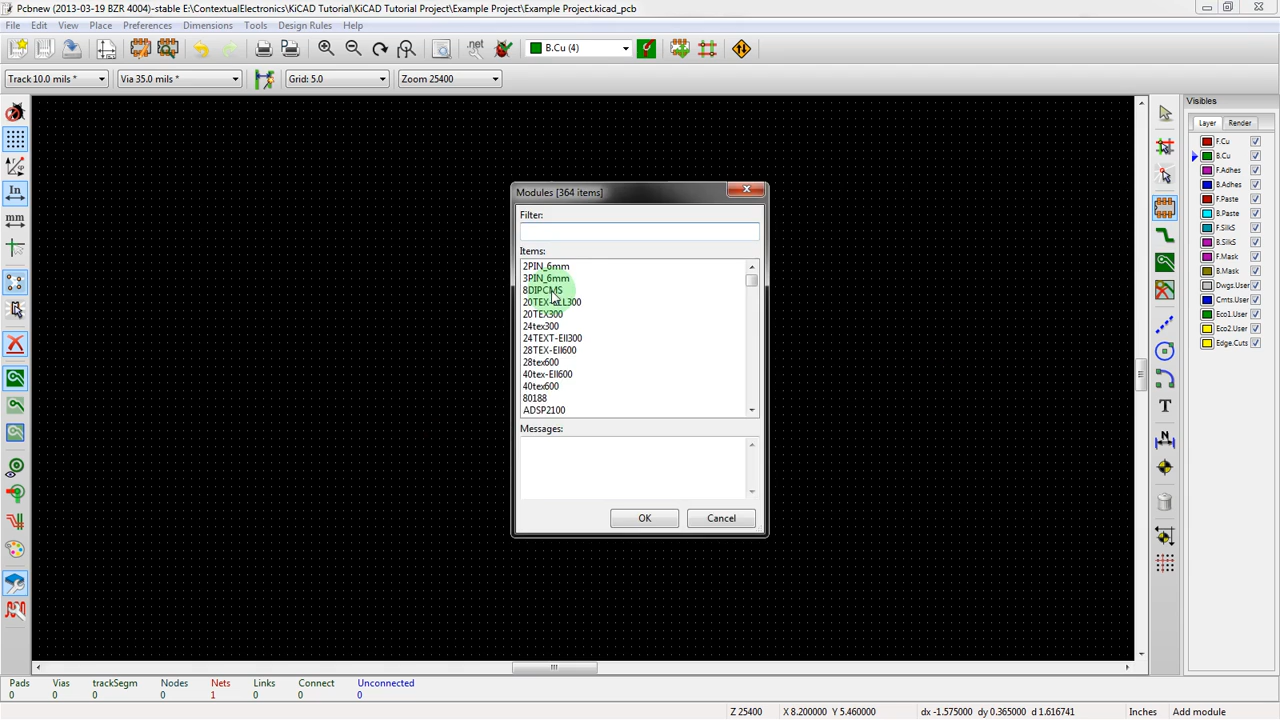 Pcbnew (2013-03-19 BZR 4004)-stable E:\ContextualElectronics\KiCAD Tutorial\KiCAD Tutorial Project\Example Project\Example Project.kicad_pcb
File Edit View Place Preferences Dimensions Tools Design Rules Help
.net
B.Cu (4)
Track 10.0 mils *
Via 35.0 mils *
Grid: 5.0
Zoom 25400
In
mm
Visibles
Layer Render
F.Cu
B.Cu
F.Adhes
B.Adhes
F.Paste
B.Paste
F.SilkS
B.SilkS
F.Mask
B.Mask
Dwgs.User
Cmts.User
Eco1.User
Eco2.User
Edge.Cuts
T
N
Modules [364 items]
Filter:
Items:
2PIN_6mm
3PIN_6mm
8DIPCMS
20TEX-ELL300
20TEX300
24tex300
24TEXT-Ell300
28TEX-Ell600
28tex600
40tex-Ell600
40tex600
80188
ADSP2100
Messages:
OK Cancel
Pads Vias trackSegm Nodes Nets Links Connect Unconnected
0 0 0 0 1 0 0 0
Z 25400 X 8.200000 Y 5.460000 dx -1.575000 dy 0.365000 d 1.616741 Inches Add module